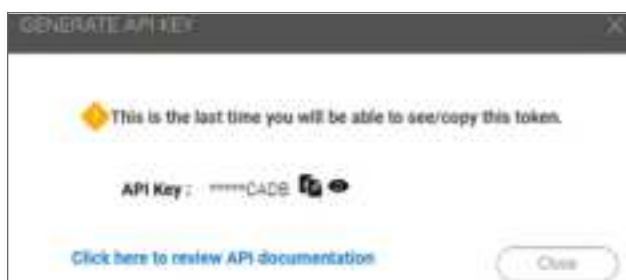 GENERATE API KEY
This is the last time you will be able to see/copy this token.
API Key : *****CADB
Click here to review API documentation
Close